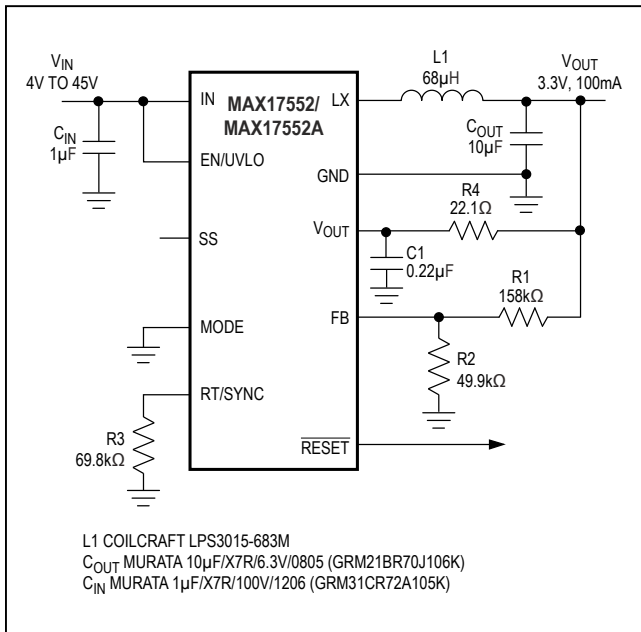 VIN
4V TO 45V
CIN
1µF
IN
EN/UVLO
SS
MODE
RT/SYNC
R3
69.8kΩ
MAX17552/
MAX17552A
LX
GND
VOUT
FB
RESET
L1
68µH
VOUT
3.3V, 100mA
COUT
10µF
R4
22.1Ω
C1
0.22µF
R1
158kΩ
R2
49.9kΩ
L1 COILCRAFT LPS3015-683M
COUT MURATA 10µF/X7R/6.3V/0805 (GRM21BR70J106K)
CIN MURATA 1µF/X7R/100V/1206 (GRM31CR72A105K)